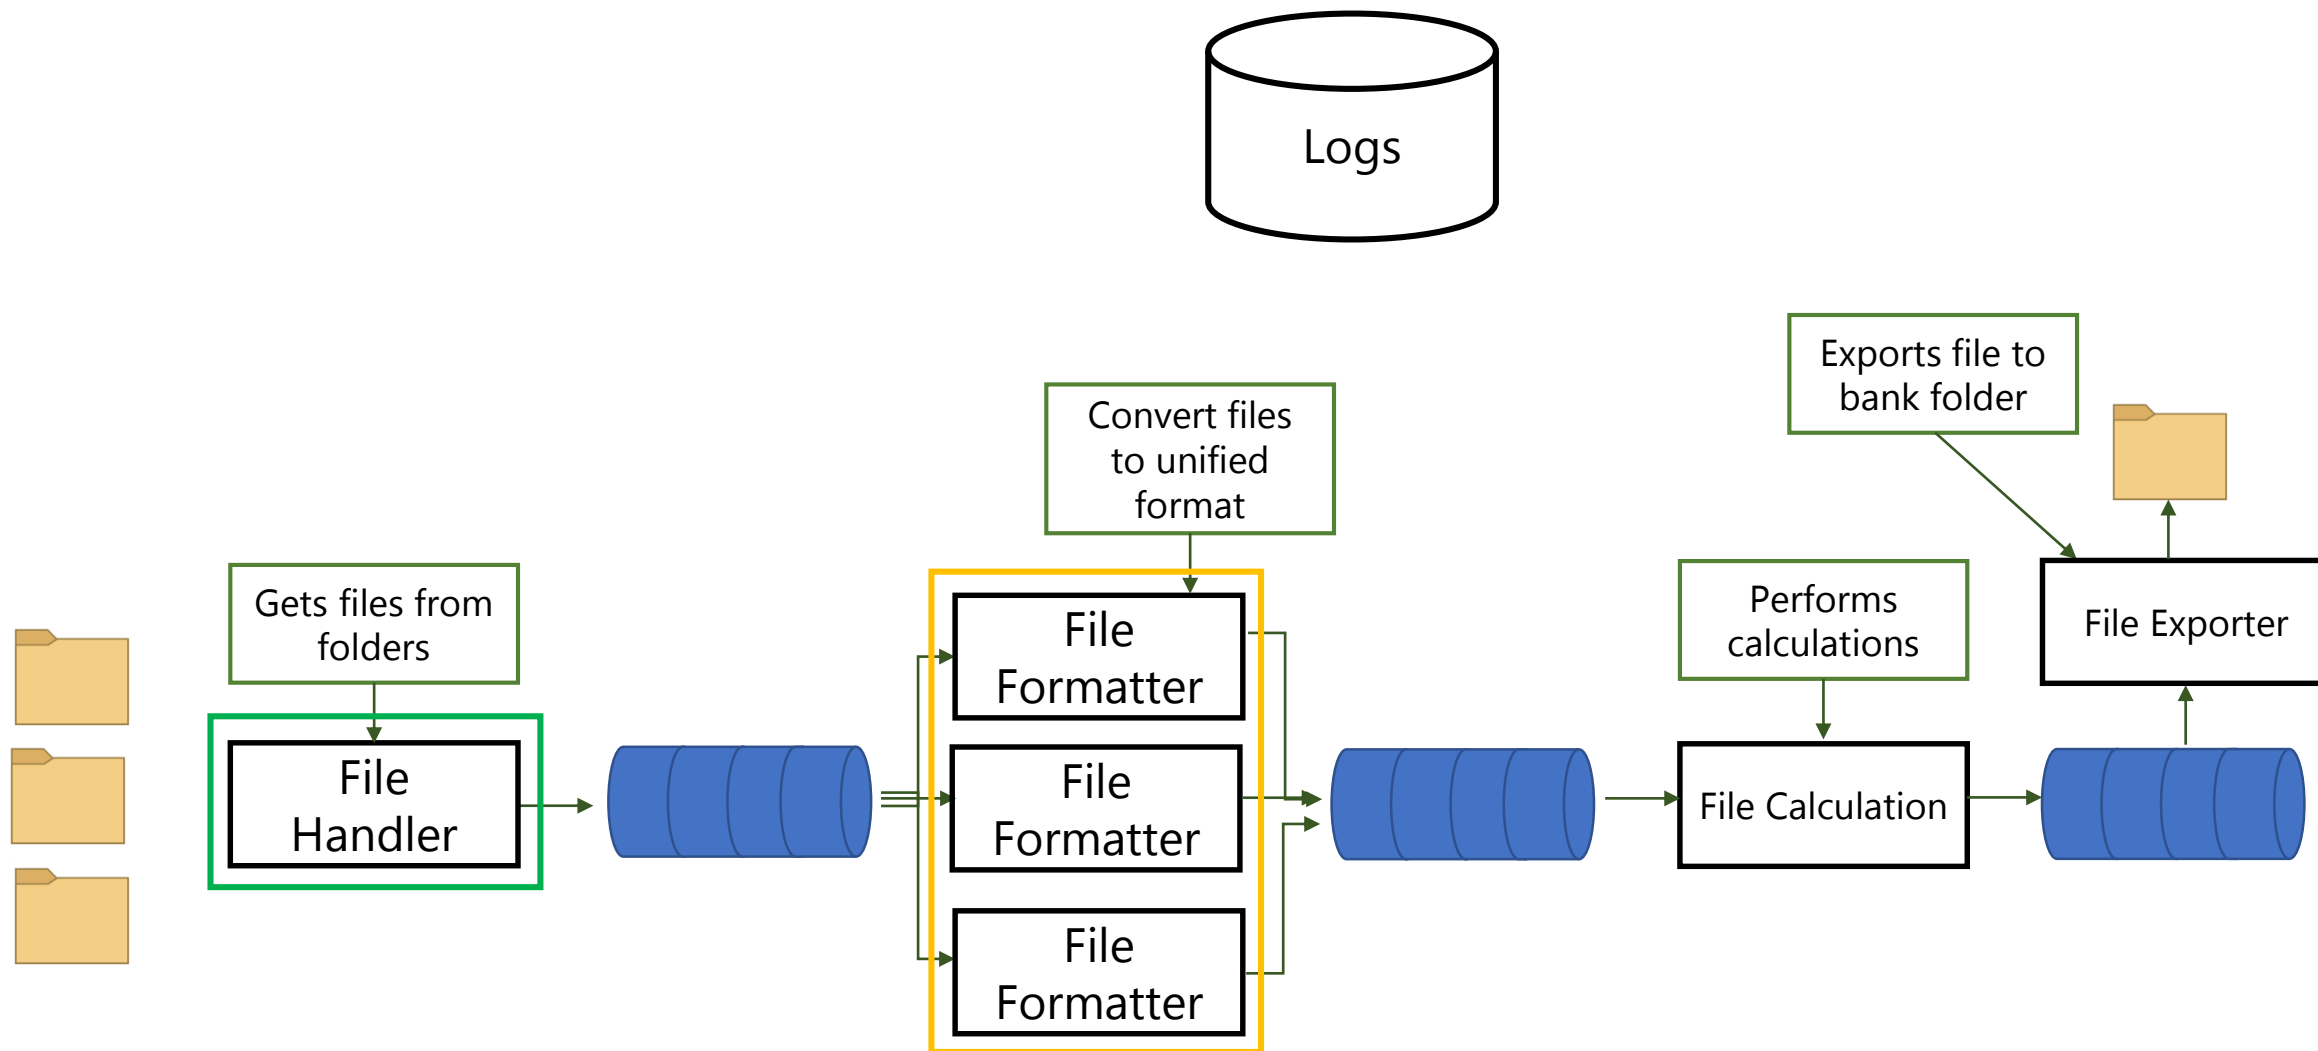 Logs
Exports file to
bank folder
Convert files
to unified
format
Gets files from
folders
Performs
calculations
File Exporter
File
Formatter
File
Handler
File
Formatter
File Calculation
File
Formatter